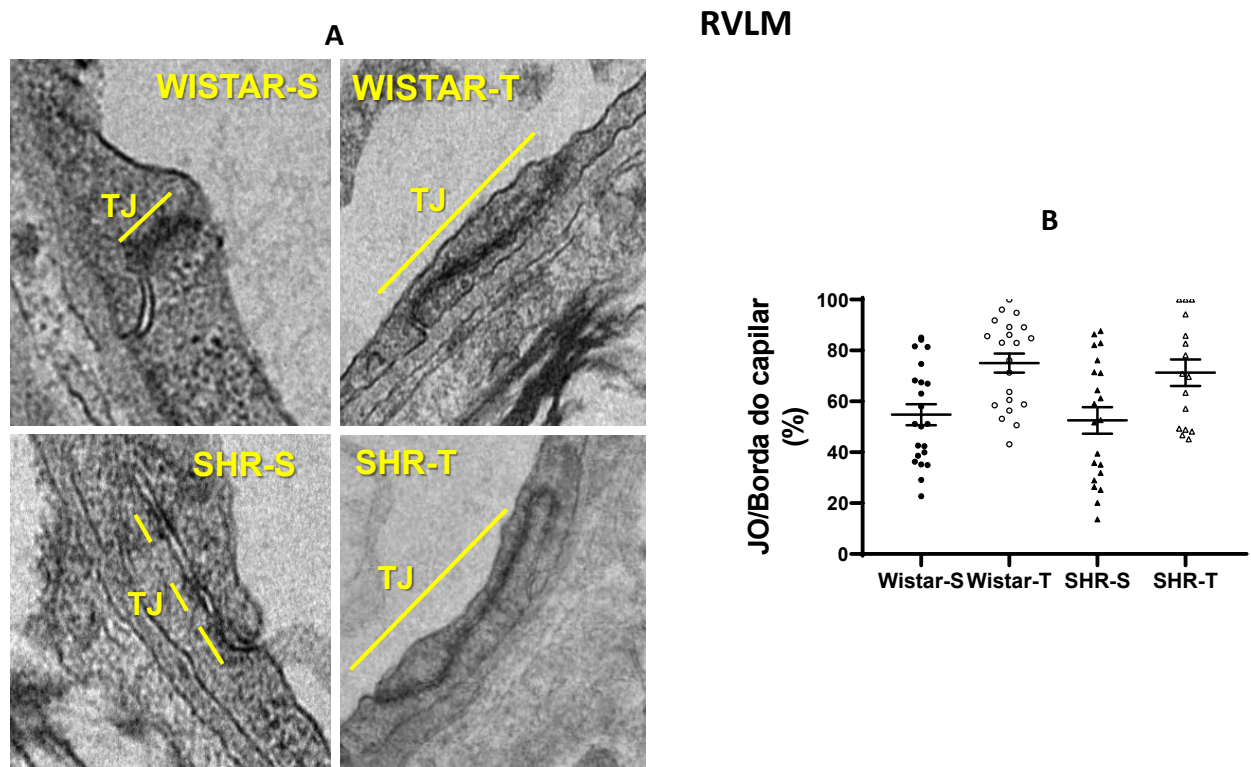 RVLM
A
WISTAR-S
TJ
WISTAR-T
TJ
SHR-S
TJ
SHR-T
TJ
B
JO/Borda do capilar
(%)
100
80
60
40
20
0
Wistar-S Wistar-T SHR-S SHR-T